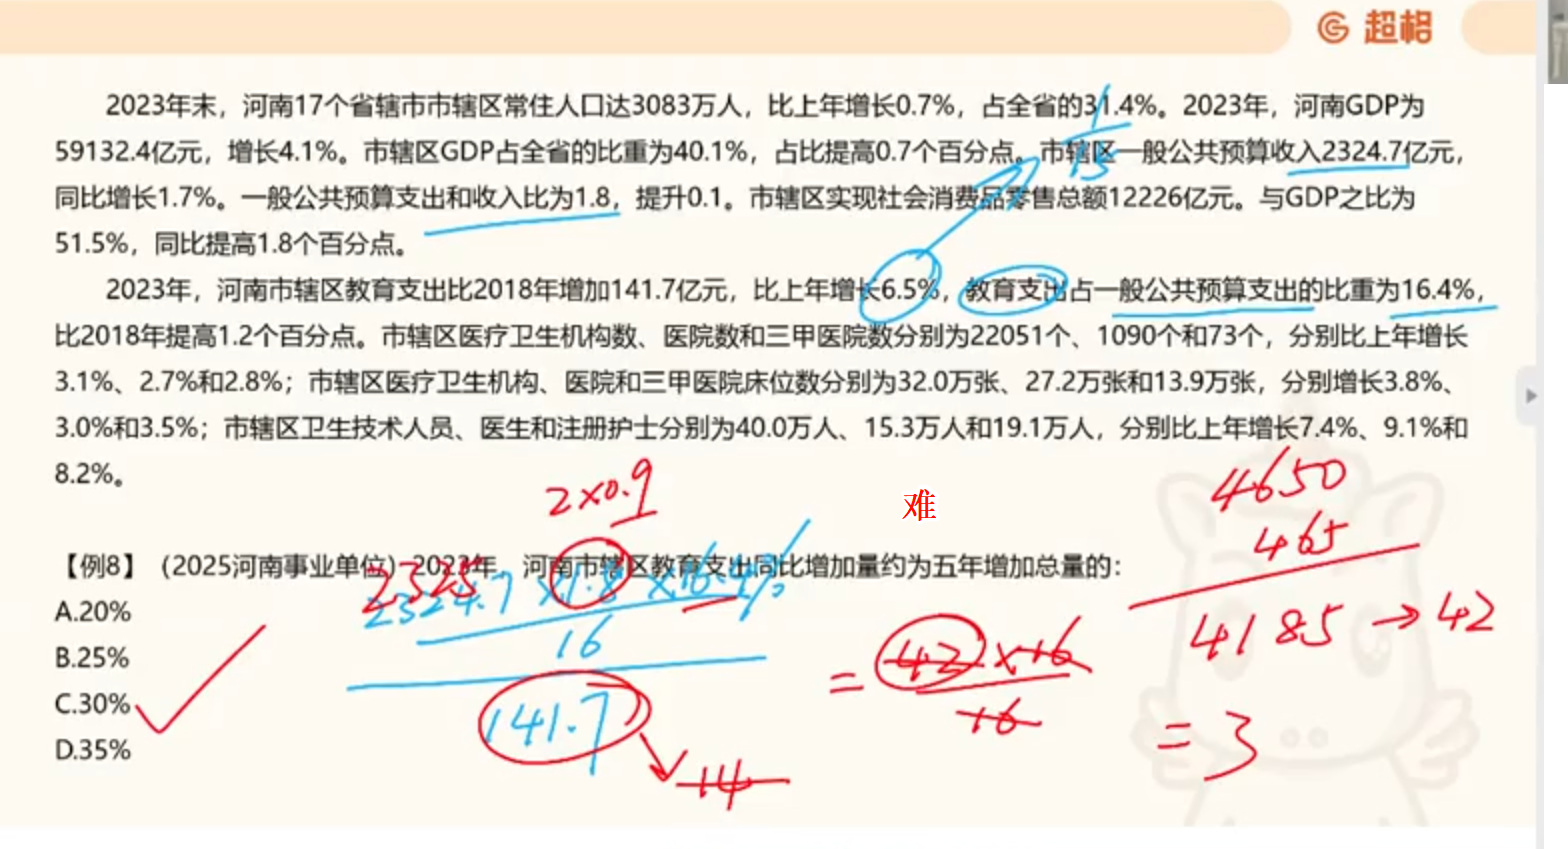 超格
2023年末，河南17个省辖市市辖区常住人口达3083万人，比上年增长0.7%，占全省的31.4%。2023年，河南GDP为
59132.4亿元，增长4.1%。市辖区GDP占全省的比重为40.1%，占比提高0.7个百分点。市辖区一般公共预算收入2324.7亿元，
同比增长1.7%。一般公共预算支出和收入比为1.8，提升0.1。市辖区实现社会消费品零售总额12226亿元。与GDP之比为
51.5%，同比提高1.8个百分点。
1
15
2023年，河南市辖区教育支出比2018年增加141.7亿元，比上年增长6.5%，教育支出占一般公共预算支出的比重为16.4%，
比2018年提高1.2个百分点。市辖区医疗卫生机构数、医院数和三甲医院数分别为22051个、1090个和73个，分别比上年增长
3.1%、2.7%和2.8%；市辖区医疗卫生机构、医院和三甲医院床位数分别为32.0万张、27.2万张和13.9万张，分别增长3.8%、
3.0%和3.5%；市辖区卫生技术人员、医生和注册护士分别为40.0万人、15.3万人和19.1万人，分别比上年增长7.4%、9.1%和
8.2%。
2×0.9
难
4650
465
4185→42
【例8】（2025河南事业单位）2023年，河南市辖区教育支出同比增加量约为五年增加总量的：
2325
2324.7×1.8×16.4%
16
141.7
14
=42×16
16
=3
A.20%
B.25%
C.30%
D.35%